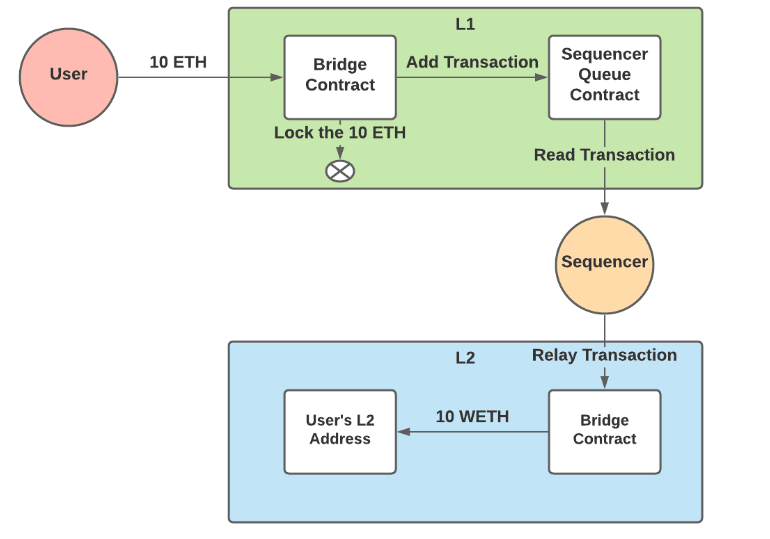 L1
User
10 ETH
Bridge
Contract
Add Transaction
Sequencer
Queue
Contract
Lock the 10 ETH
Read Transaction
Sequencer
L2
Relay Transaction
User's L2
Address
10 WETH
Bridge
Contract